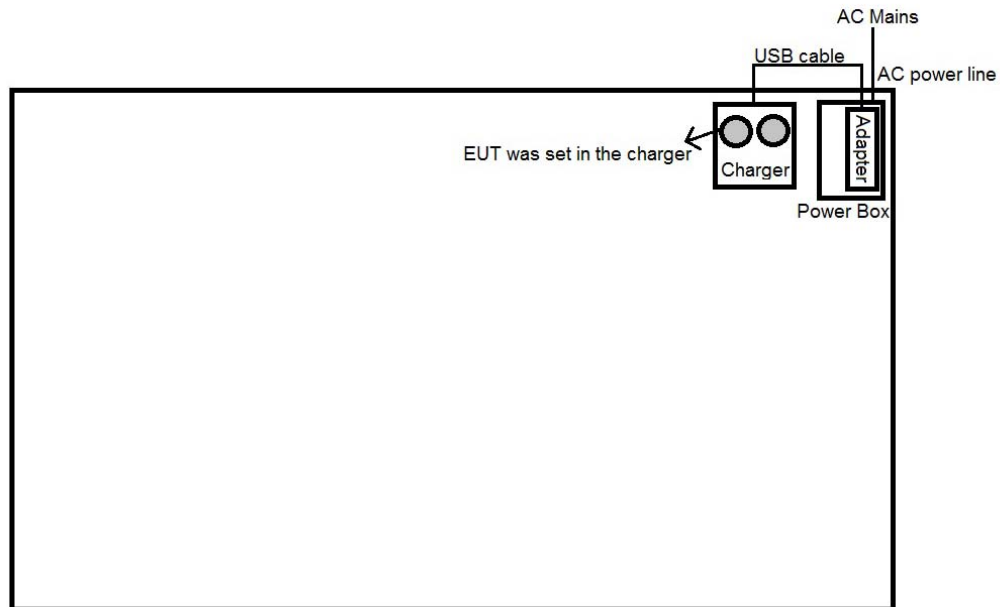 AC Mains
USB cable
AC power line
EUT was set in the charger
Charger
Adapter
Power Box